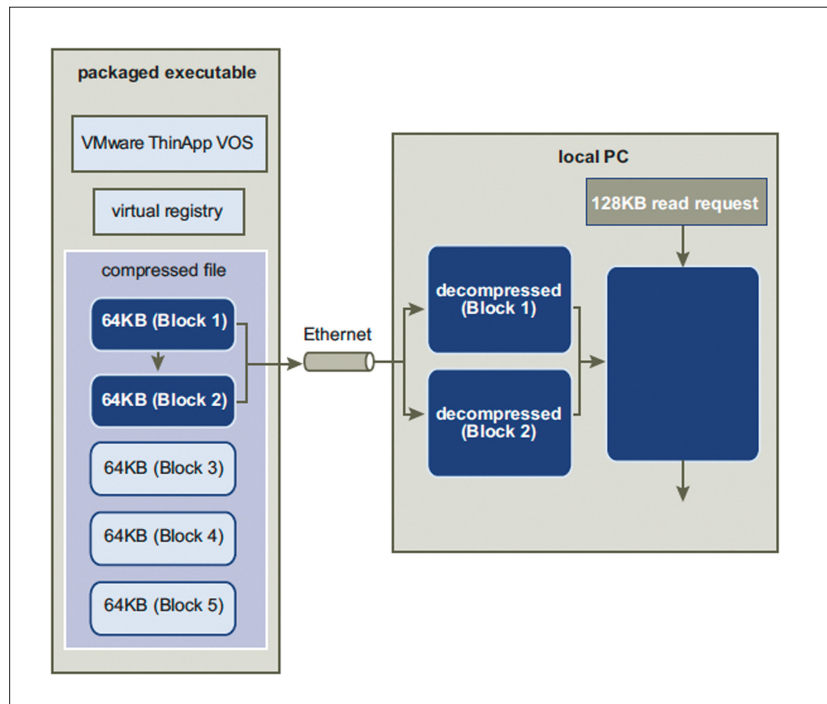 packaged executable
VMware ThinApp VOS
virtual registry
compressed file
64KB (Block 1)
64KB (Block 2)
64KB (Block 3)
64KB (Block 4)
64KB (Block 5)
Ethernet
local PC
128KB read request
decompressed
(Block 1)
decompressed
(Block 2)